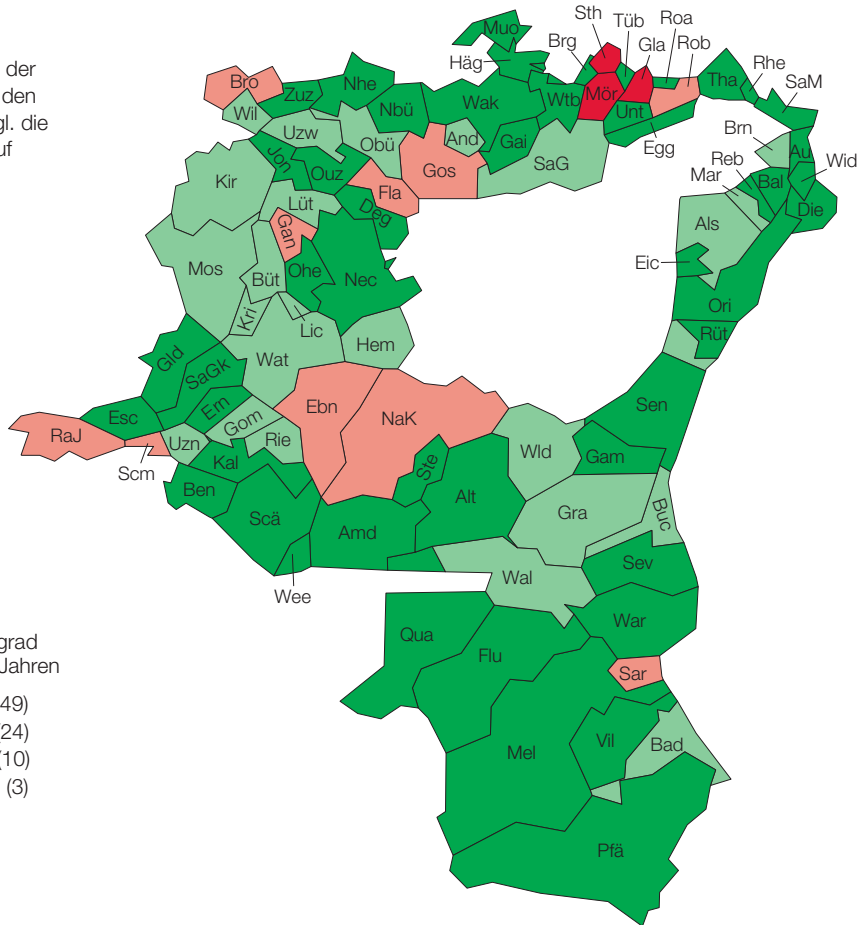 der
den
gl. die
uf
Muo
Sth
Tüb
Roa
Brg
Gla
Rob
Häg
Tha
Rhe
SaM
Bro
Zuz
Nhe
Nbü
Wak
Wtb
Mör
Unt
Wil
Uzw
Obü
And
Gai
Egg
Brn
Au
Gos
SaG
Reb
Wid
Mar
Bal
Jon
Ouz
Kir
Fla
Lüt
Deg
Als
Die
Gan
Mos
Büt
Ohe
Nec
Eic
Ori
Kri
Lic
Hem
Rüt
Gld
Wat
SaGk
Ebn
NaK
Sen
Ern
Esc
Gom
RaJ
Uzn
Rie
Scm
Kal
Wld
Gam
Ste
Ben
Alt
Scä
Amd
Gra
Buc
Wee
Wal
Sev
War
Qua
grad
Flu
Jahren
Sar
49)
24)
Vil
Bad
Mel
10)
(3)
Pfä